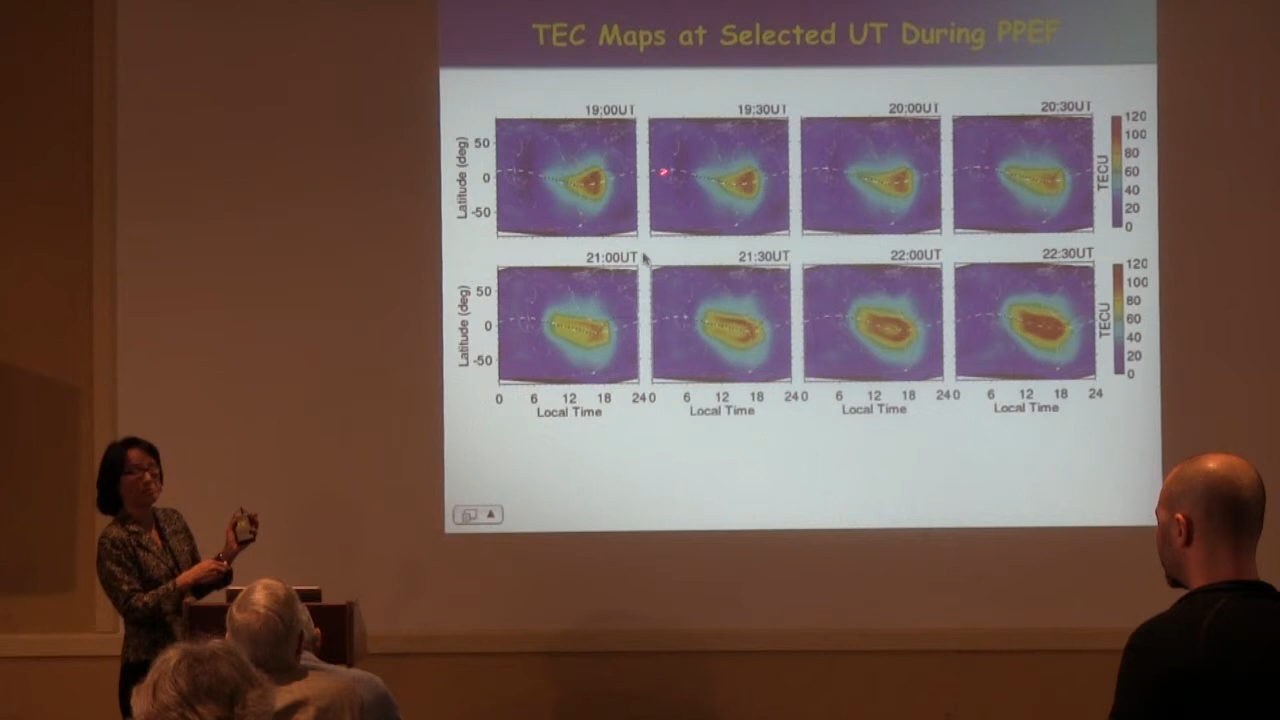 TEC Maps at Selected UT During PPEF
19:00UT 19:30UT 20:00UT 20:30UT
Latitude (deg)
50
0
-50
120
100
80
60
40
20
0
TECU
21:00UT 21:30UT 22:00UT 22:30UT
Latitude (deg)
50
0
-50
120
100
80
60
40
20
0
TECU
0 6 12 18 24 0 6 12 18 24 0 6 12 18 24 0 6 12 18 24
Local Time Local Time Local Time Local Time